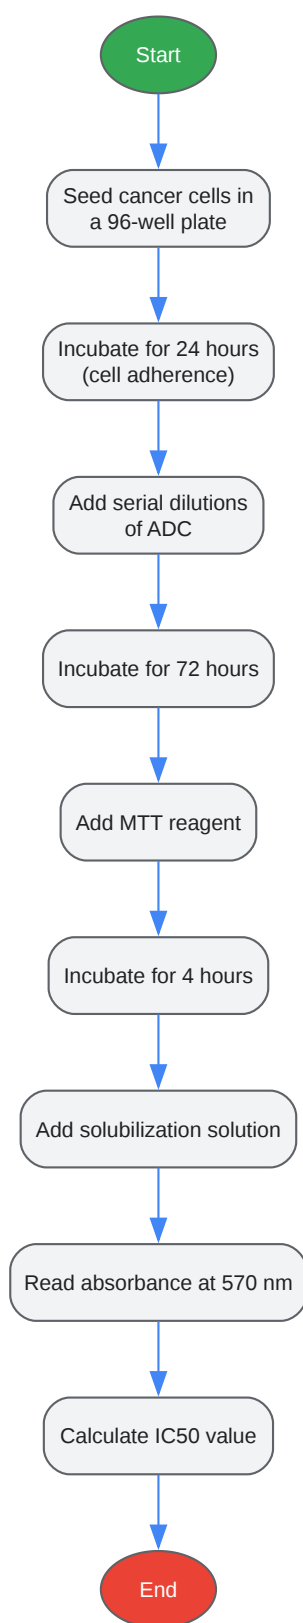 Start
Seed cancer cells in
a 96-well plate
Incubate for 24 hours
(cell adherence)
Add serial dilutions
of ADC
Incubate for 72 hours
Add MTT reagent
Incubate for 4 hours
Add solubilization solution
Read absorbance at 570 nm
Calculate IC50 value
End